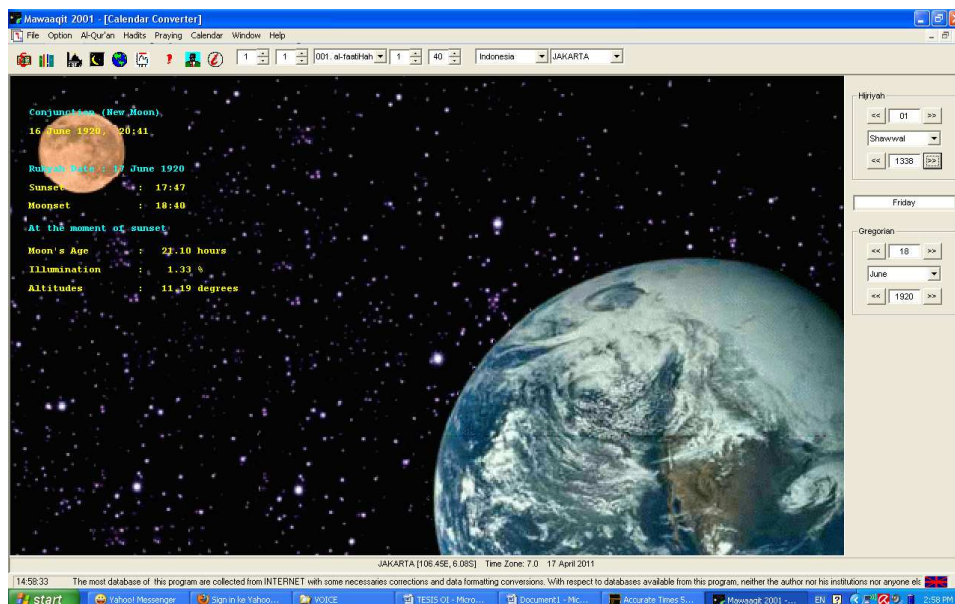 Mawaaqit 2001 - [Calendar Converter]
File Option Al-Qur'an Hadits Praying Calendar Window Help
1 1 001. al-faatiHah 1 40 Indonesia JAKARTA
Conjunction (New Moon)
16 June 1920, 20:41
Rukyah Date : 17 June 1920
Sunset : 17:47
Moonset : 18:40
At the moment of sunset
Moon's Age : 21.10 hours
Illumination : 1.33 %
Altitudes : 11.19 degrees
Hijriyah
<< 01 >>
Shawwal
<< 1338 >>
Friday
Gregorian
<< 18 >>
June
<< 1920 >>
JAKARTA [106.45E, 6.08S] Time Zone: 7.0 17 April 2011
14:58:33 The most database of this program are collected from INTERNET with some necessaries corrections and data formatting conversions. With respect to databases available from this program, neither the author nor his institutions nor anyone el
start Yahoo! Messenger Sign in ke Yahoo... VOICE TESIS OI - Micro... Document1 - Mic... Accurate Times 5... Mawaaqit 2001 -... EN 2:58 PM